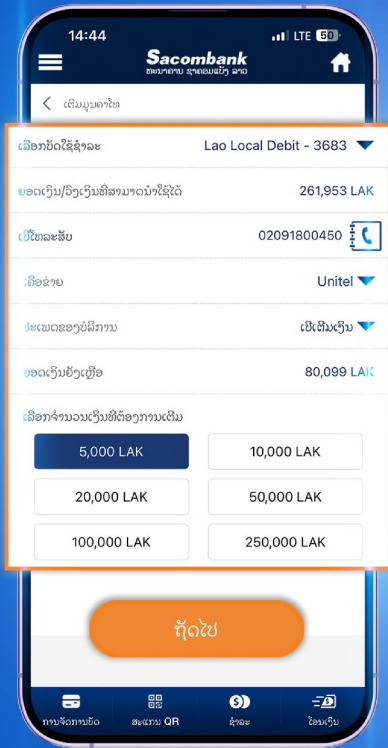 14:44
LTE 50
Sacombank
ທະນາຄານ ຊາຄອມແບ້ງ ລາວ
ເຕີມມູນຄ່າໂທ
ເລືອກບັດໃຊ້ຊຳລະ
Lao Local Debit - 3683
ຍອດເງິນ/ວົງເງິນທີ່ສາມາດນຳໃຊ້ໄດ້
261,953 LAK
ເບີໂທລະສັບ
02091800450
ເຄືອຂ່າຍ
Unitel
ປະເພດຂອງບໍລິການ
ເບີເຕີມເງິນ
ຍອດເງິນຍັງເຫຼືອ
80,099 LAK
ເລືອກຈຳນວນເງິນທີ່ຕ້ອງການເຕີມ
5,000 LAK
10,000 LAK
20,000 LAK
50,000 LAK
100,000 LAK
250,000 LAK
ຖັດໄປ
ການຈັດການບັດ
ສະແກນ QR
ຊຳລະ
ໂອນເງິນ